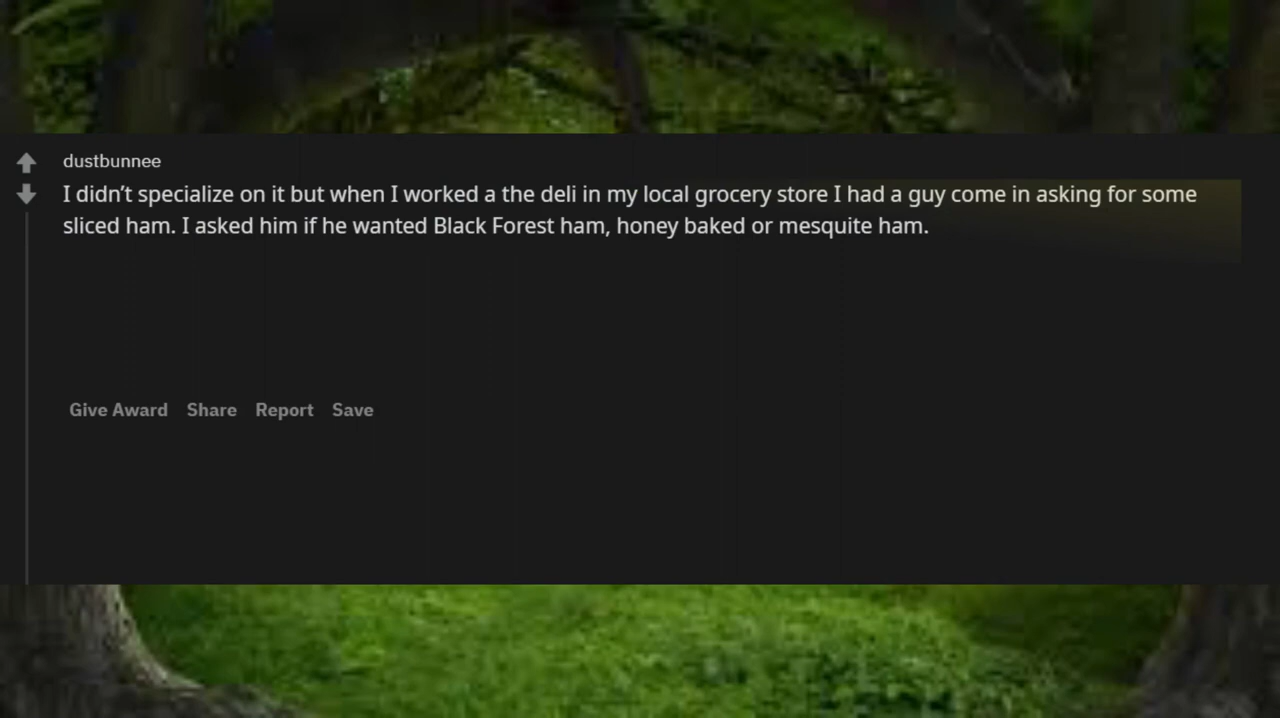 dustbunnee
I didn’t specialize on it but when I worked a the deli in my local grocery store I had a guy come in asking for some
sliced ham. I asked him if he wanted Black Forest ham, honey baked or mesquite ham.
Give Award Share Report Save